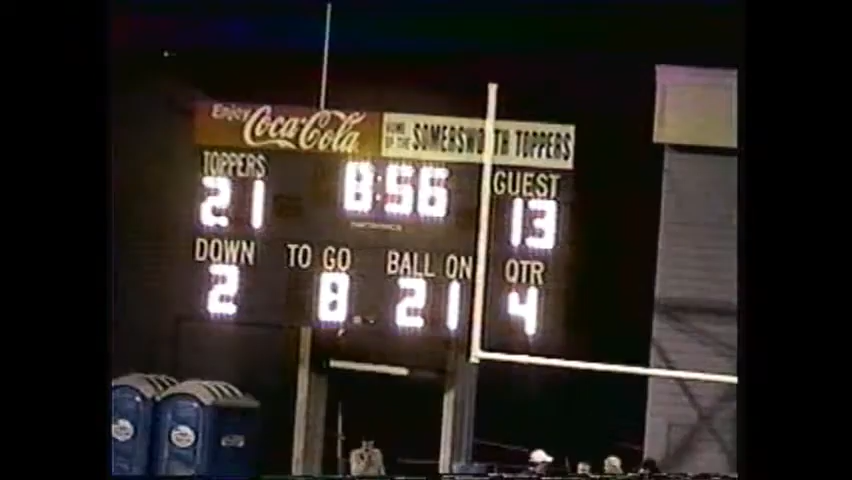 Enjoy Coca-Cola HOME OF THE SOMERSWORTH TOPPERS
TOPPERS 8:56 GUEST
21 13
DOWN TO GO BALL ON QTR
2 8 21 4